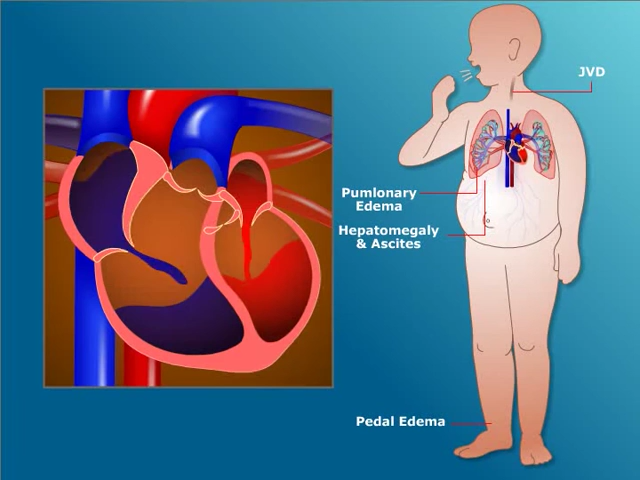 JVD
Pumlonary
Edema
Hepatomegaly
& Ascites
Pedal Edema